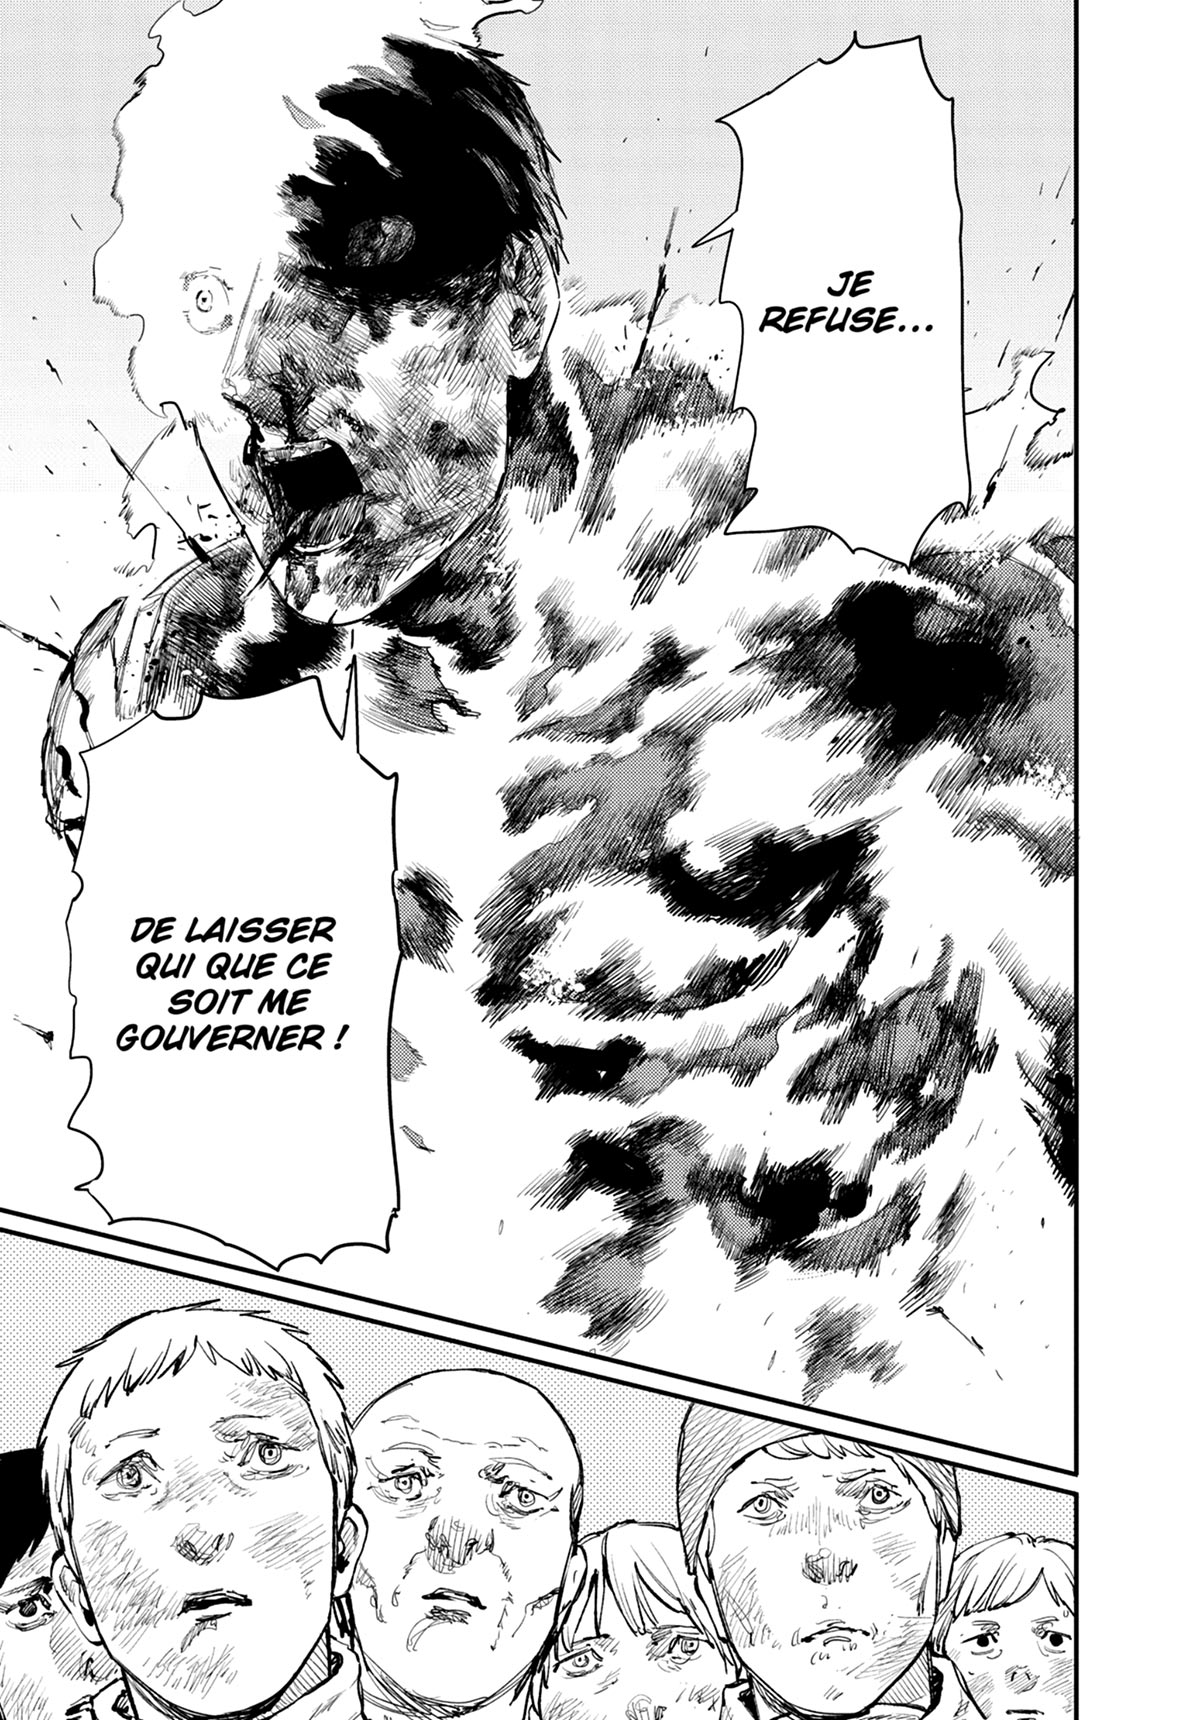 JE
REFUSE...
DE LAISSER
QUI QUE CE
SOIT ME
GOUVERNER !